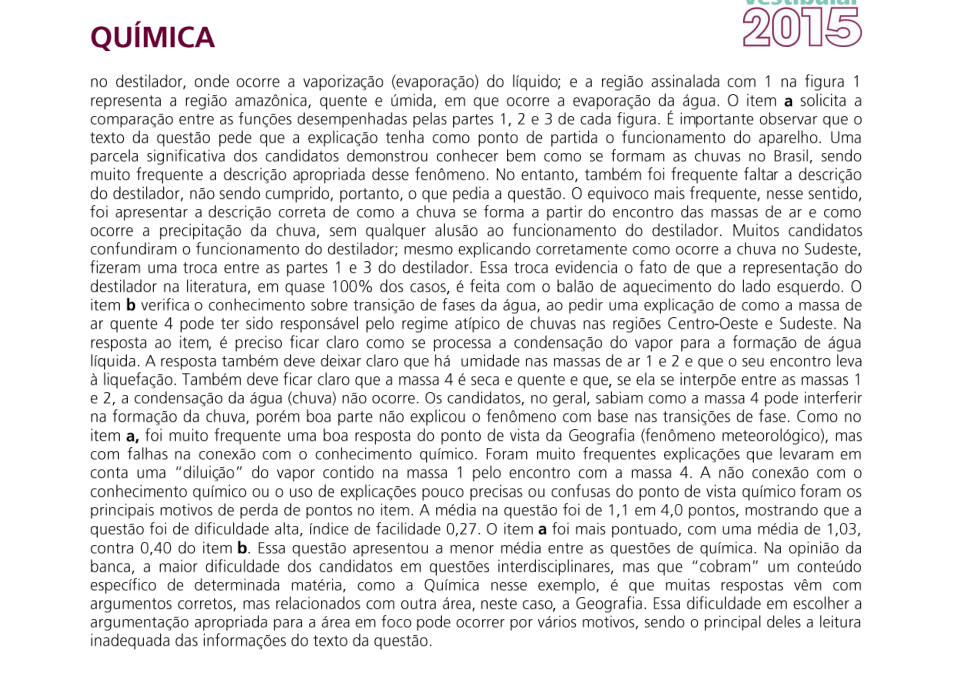 vestibular
2015
QUÍMICA
no destilador, onde ocorre a vaporização (evaporação) do líquido; e a região assinalada com 1 na figura 1
representa a região amazônica, quente e úmida, em que ocorre a evaporação da água. O item a solicita a
comparação entre as funções desempenhadas pelas partes 1, 2 e 3 de cada figura. É importante observar que o
texto da questão pede que a explicação tenha como ponto de partida o funcionamento do aparelho. Uma
parcela significativa dos candidatos demonstrou conhecer bem como se formam as chuvas no Brasil, sendo
muito frequente a descrição apropriada desse fenômeno. No entanto, também foi frequente faltar a descrição
do destilador, não sendo cumprido, portanto, o que pedia a questão. O equivoco mais frequente, nesse sentido,
foi apresentar a descrição correta de como a chuva se forma a partir do encontro das massas de ar e como
ocorre a precipitação da chuva, sem qualquer alusão ao funcionamento do destilador. Muitos candidatos
confundiram o funcionamento do destilador; mesmo explicando corretamente como ocorre a chuva no Sudeste,
fizeram uma troca entre as partes 1 e 3 do destilador. Essa troca evidencia o fato de que a representação do
destilador na literatura, em quase 100% dos casos, é feita com o balão de aquecimento do lado esquerdo. O
item b verifica o conhecimento sobre transição de fases da água, ao pedir uma explicação de como a massa de
ar quente 4 pode ter sido responsável pelo regime atípico de chuvas nas regiões Centro-Oeste e Sudeste. Na
resposta ao item, é preciso ficar claro como se processa a condensação do vapor para a formação de água
líquida. A resposta também deve deixar claro que há umidade nas massas de ar 1 e 2 e que o seu encontro leva
à liquefação. Também deve ficar claro que a massa 4 é seca e quente e que, se ela se interpõe entre as massas 1
e 2, a condensação da água (chuva) não ocorre. Os candidatos, no geral, sabiam como a massa 4 pode interferir
na formação da chuva, porém boa parte não explicou o fenômeno com base nas transições de fase. Como no
item a, foi muito frequente uma boa resposta do ponto de vista da Geografia (fenômeno meteorológico), mas
com falhas na conexão com o conhecimento químico. Foram muito frequentes explicações que levaram em
conta uma “diluição” do vapor contido na massa 1 pelo encontro com a massa 4. A não conexão com o
conhecimento químico ou o uso de explicações pouco precisas ou confusas do ponto de vista químico foram os
principais motivos de perda de pontos no item. A média na questão foi de 1,1 em 4,0 pontos, mostrando que a
questão foi de dificuldade alta, índice de facilidade 0,27. O item a foi mais pontuado, com uma média de 1,03,
contra 0,40 do item b. Essa questão apresentou a menor média entre as questões de química. Na opinião da
banca, a maior dificuldade dos candidatos em questões interdisciplinares, mas que “cobram” um conteúdo
específico de determinada matéria, como a Química nesse exemplo, é que muitas respostas vêm com
argumentos corretos, mas relacionados com outra área, neste caso, a Geografia. Essa dificuldade em escolher a
argumentação apropriada para a área em foco pode ocorrer por vários motivos, sendo o principal deles a leitura
inadequada das informações do texto da questão.